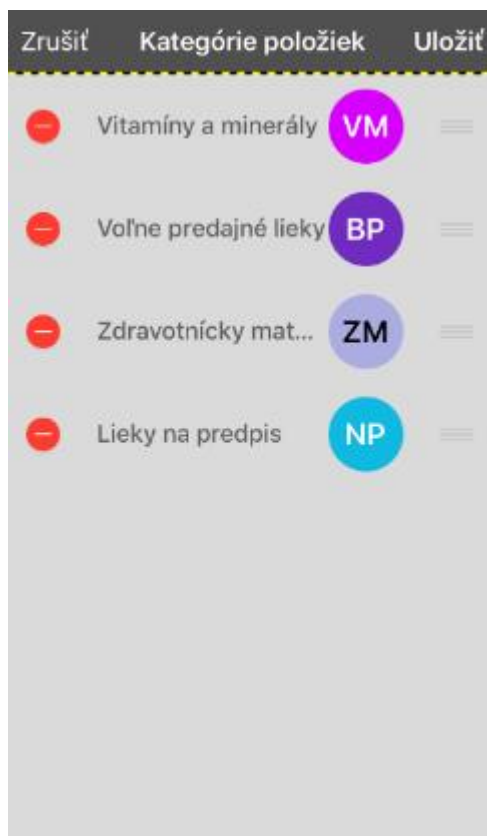 Zrušiť Kategórie položiek Uložiť
Vitamíny a minerály VM
Voľne predajné lieky BP
Zdravotnícky mat... ZM
Lieky na predpis NP